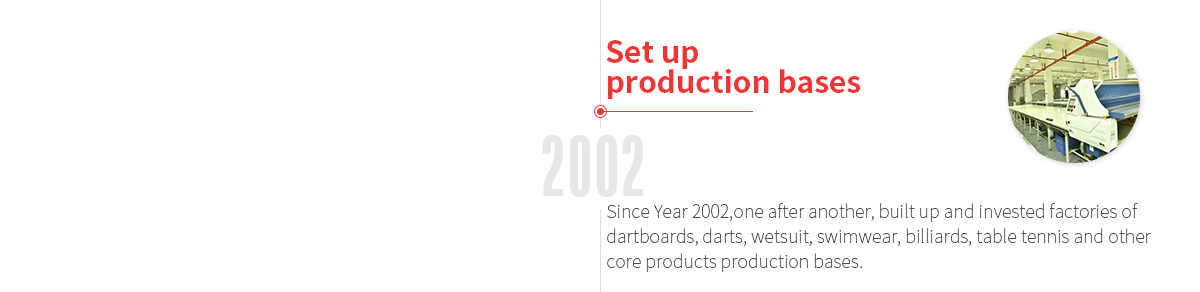 Set up
production bases
2002
Since Year 2002,one after another, built up and invested factories of
dartboards, darts, wetsuit, swimwear, billiards, table tennis and other
core products production bases.